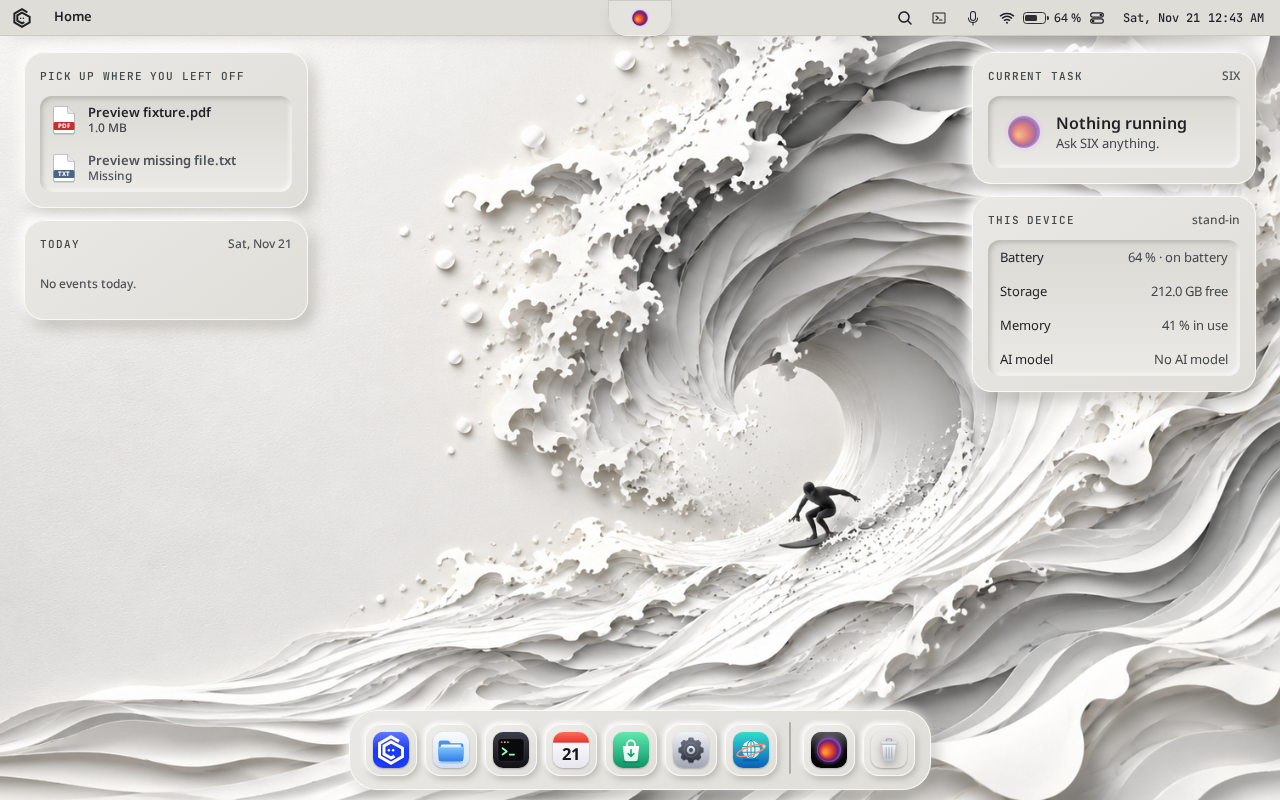 Home
64 %
Sat, Nov 21 12:43 AM
PICK UP WHERE YOU LEFT OFF
Preview fixture.pdf
1.0 MB
PDF
Preview missing file.txt
Missing
TXT
TODAY
Sat, Nov 21
No events today.
CURRENT TASK
SIX
Nothing running
Ask SIX anything.
THIS DEVICE
stand-in
Battery
64 % · on battery
Storage
212.0 GB free
Memory
41 % in use
AI model
No AI model
21